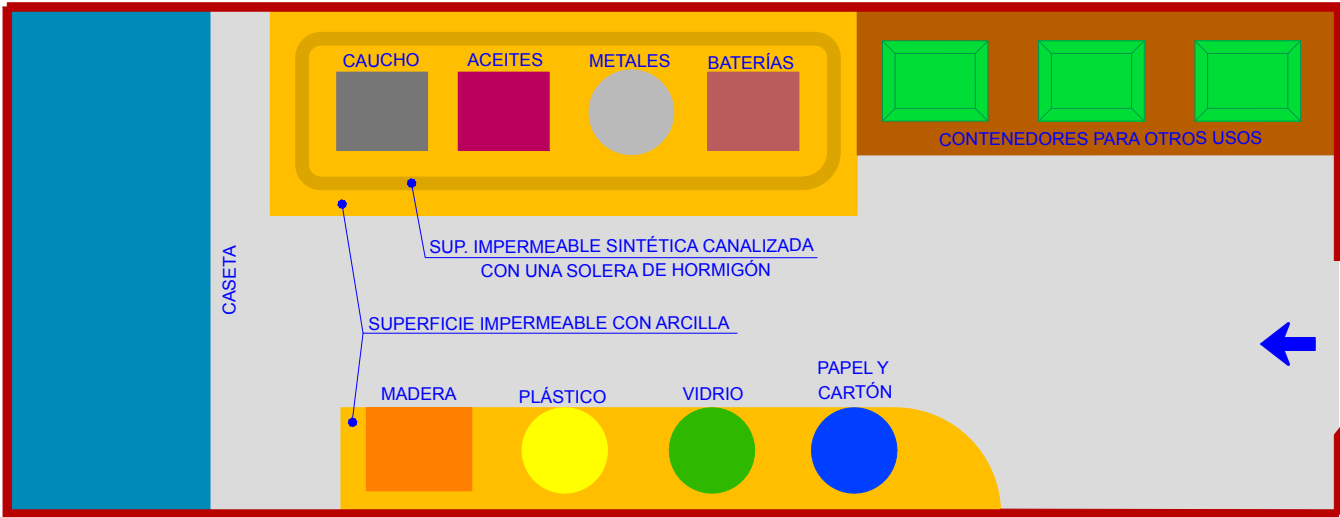 CAUCHO
ACEITES
METALES
BATERÍAS
CONTENEDORES PARA OTROS USOS
CASETA
SUP. IMPERMEABLE SINTÉTICA CANALIZADA
CON UNA SOLERA DE HORMIGÓN
SUPERFICIE IMPERMEABLE CON ARCILLA
MADERA
PLÁSTICO
VIDRIO
PAPEL Y
CARTÓN